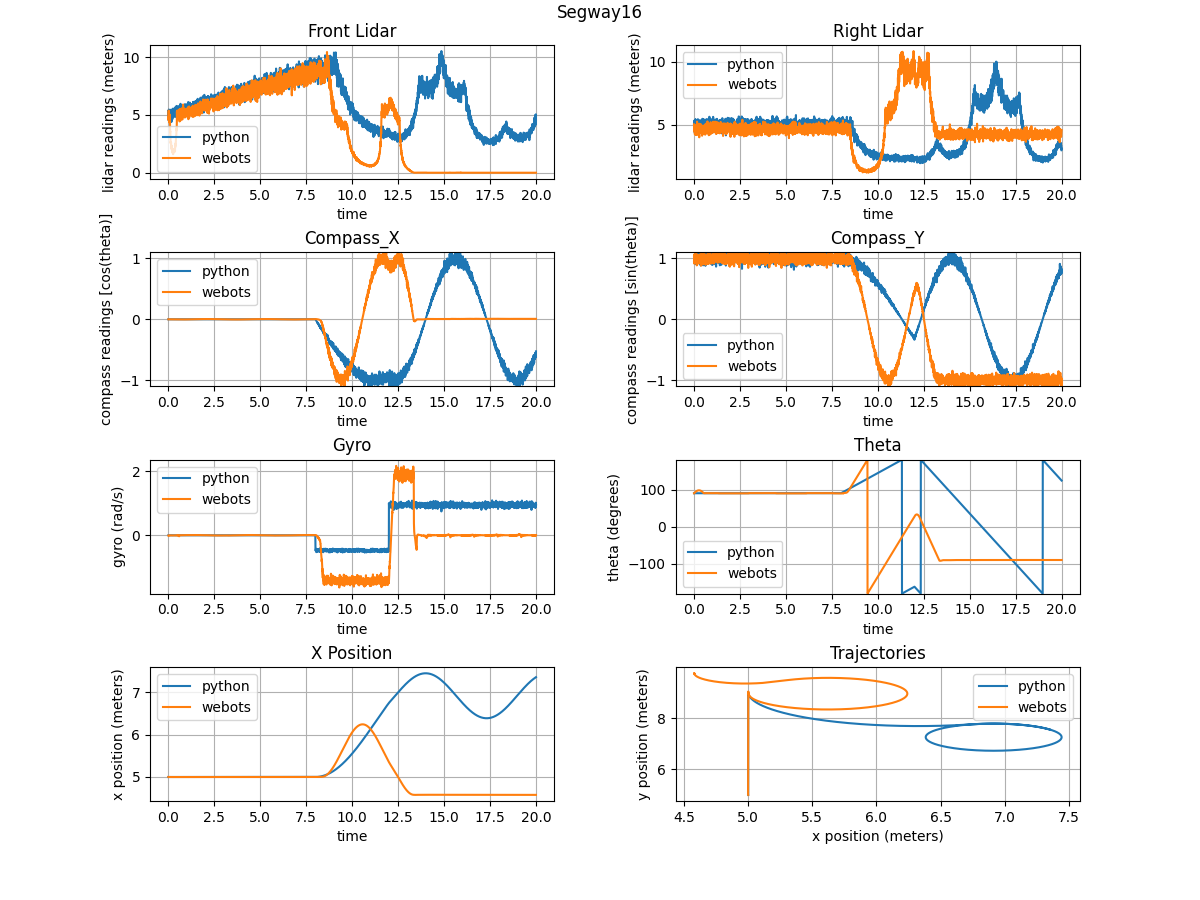 Segway16
Front Lidar
lidar readings (meters)
10
5
0
python
webots
0.0 2.5 5.0 7.5 10.0 12.5 15.0 17.5 20.0
time
Right Lidar
lidar readings (meters)
10
5
python
webots
0.0 2.5 5.0 7.5 10.0 12.5 15.0 17.5 20.0
time
Compass_X
compass readings [cos(theta)]
1
0
−1
python
webots
0.0 2.5 5.0 7.5 10.0 12.5 15.0 17.5 20.0
time
Compass_Y
compass readings [sin(theta)]
1
0
−1
python
webots
0.0 2.5 5.0 7.5 10.0 12.5 15.0 17.5 20.0
time
Gyro
gyro (rad/s)
2
0
python
webots
0.0 2.5 5.0 7.5 10.0 12.5 15.0 17.5 20.0
time
Theta
theta (degrees)
100
0
−100
python
webots
0.0 2.5 5.0 7.5 10.0 12.5 15.0 17.5 20.0
time
X Position
x position (meters)
7
6
5
python
webots
0.0 2.5 5.0 7.5 10.0 12.5 15.0 17.5 20.0
time
Trajectories
y position (meters)
8
6
python
webots
4.5 5.0 5.5 6.0 6.5 7.0 7.5
x position (meters)